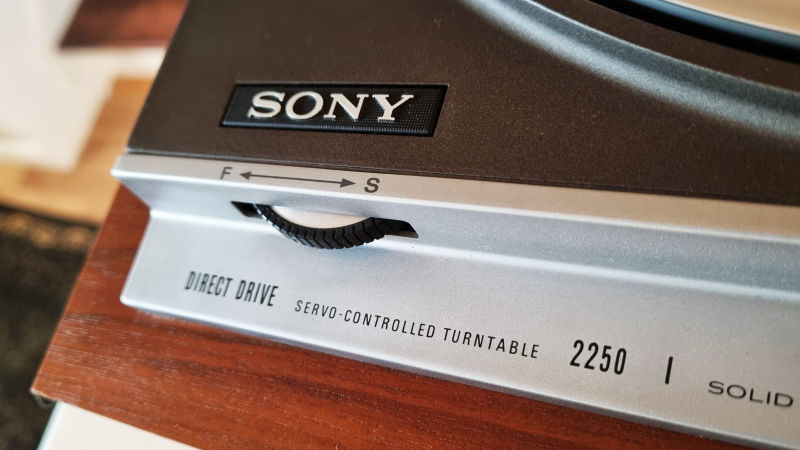 SONY
F S
DIRECT DRIVE SERVO-CONTROLLED TURNTABLE 2250 | SOLID